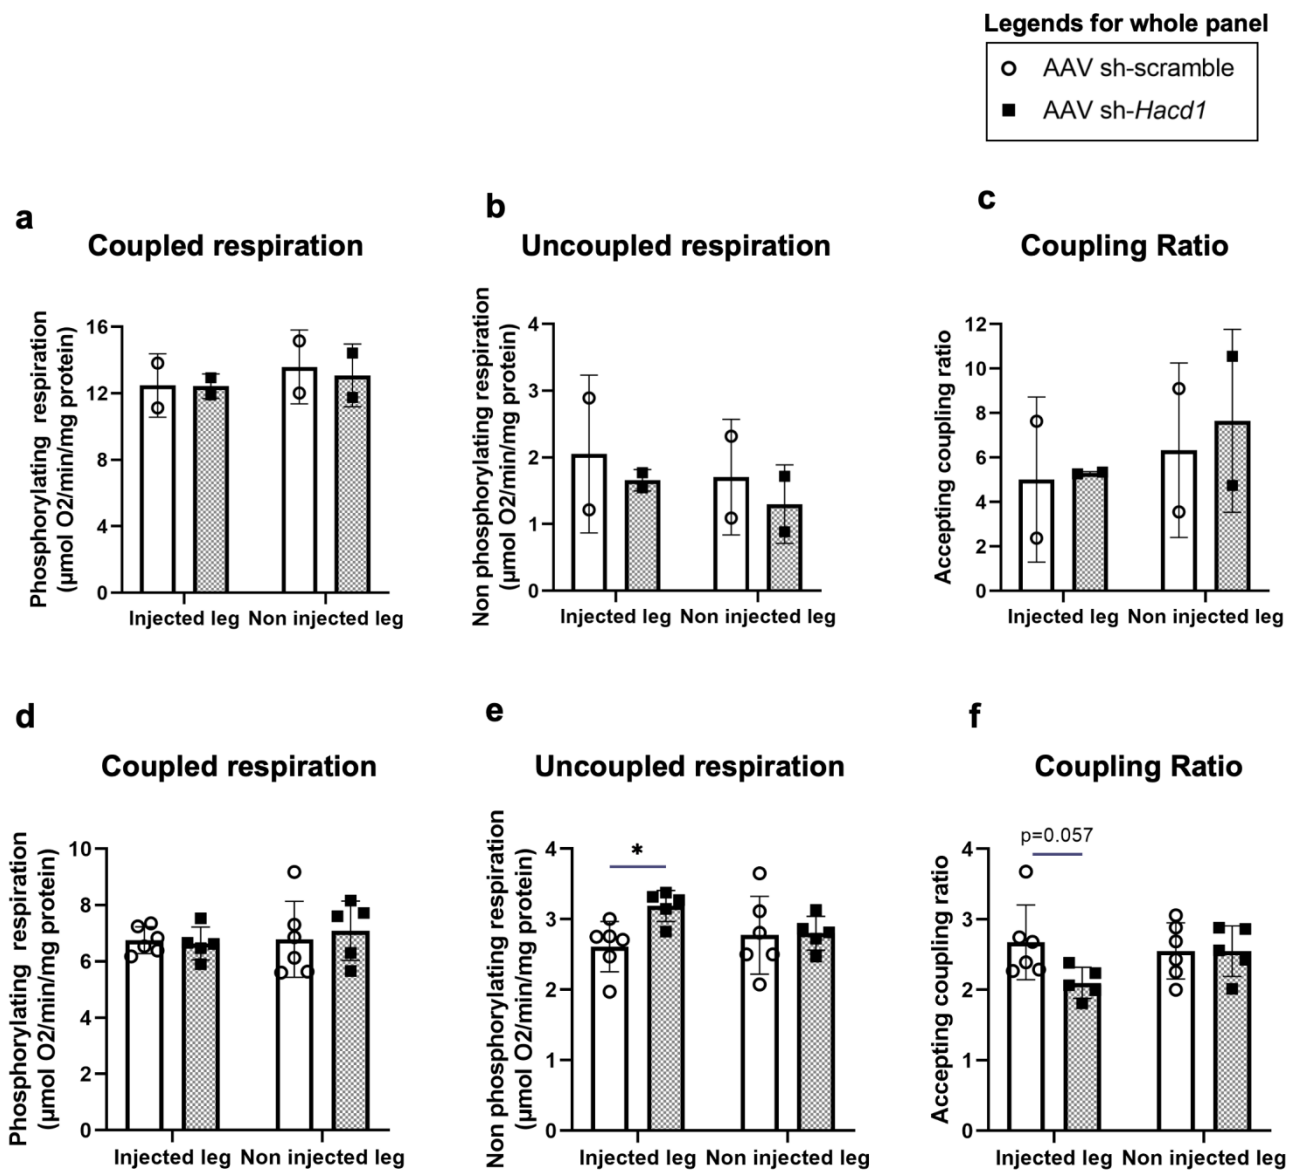 Legends for whole panel
AAV sh-scramble
AAV sh-Hacd1
a
Coupled respiration
Phosphorylating respiration
(µmol O2/min/mg protein)
16
12
8
4
0
Injected leg Non injected leg
b
Uncoupled respiration
Non phosphorylating respiration
(µmol O2/min/mg protein)
4
3
2
1
0
Injected leg Non injected leg
c
Coupling Ratio
Accepting coupling ratio
12
10
8
6
4
2
0
Injected leg Non injected leg
d
Coupled respiration
Phosphorylating respiration
(µmol O2/min/mg protein)
10
8
6
4
2
0
Injected leg Non injected leg
e
Uncoupled respiration
Non phosphorylating respiration
(µmol O2/min/mg protein)
4
3
2
1
0
*
Injected leg Non injected leg
f
Coupling Ratio
Accepting coupling ratio
4
3
2
1
0
p=0.057
Injected leg Non injected leg